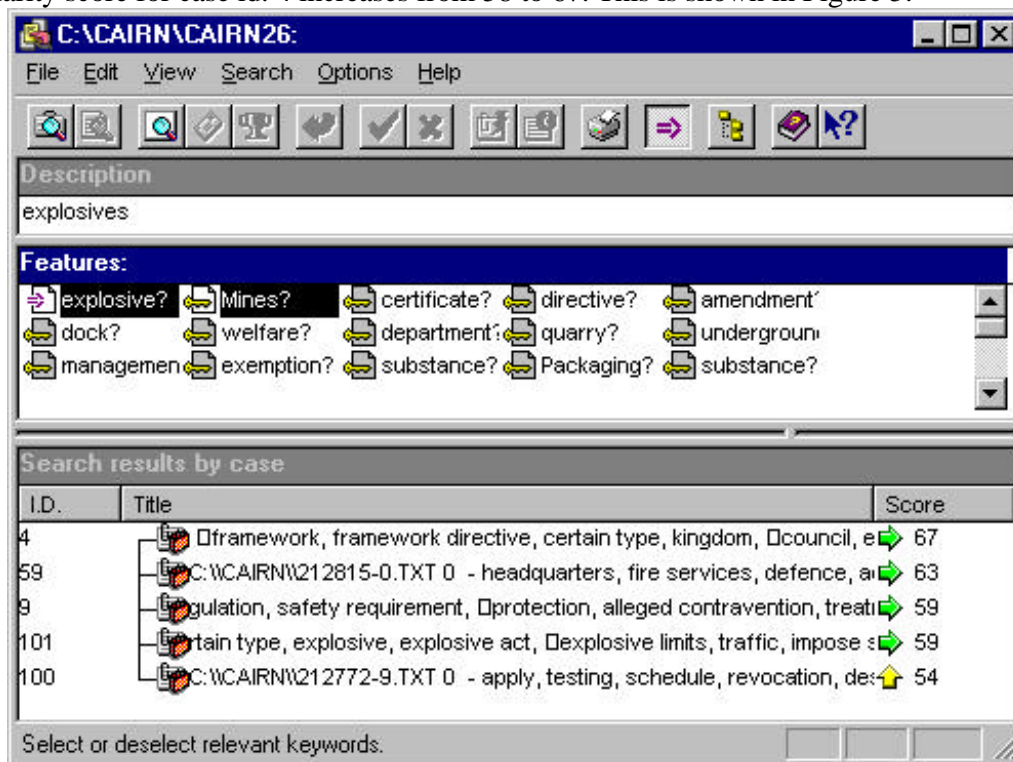 arity score for case id. 4 increases from 58 to 67. This is shown in Figure 3.
C:\CAIRN\CAIRN26:
File Edit View Search Options Help
Description
explosives
Features:
explosive? Mines? certificate? directive? amendment?
dock? welfare? department? quarry? undergroun
managemen exemption? substance? Packaging? substance?
Search results by case
I.D. Title Score
4 framework, framework directive, certain type, kingdom, council, e 67
59 C:\\CAIRN\\212815-0.TXT 0 - headquarters, fire services, defence, a 63
9 gulation, safety requirement, protection, alleged contravention, treat 59
101 rtain type, explosive, explosive act, explosive limits, traffic, impose s 59
100 C:\\CAIRN\\212772-9.TXT 0 - apply, testing, schedule, revocation, de 54
Select or deselect relevant keywords.